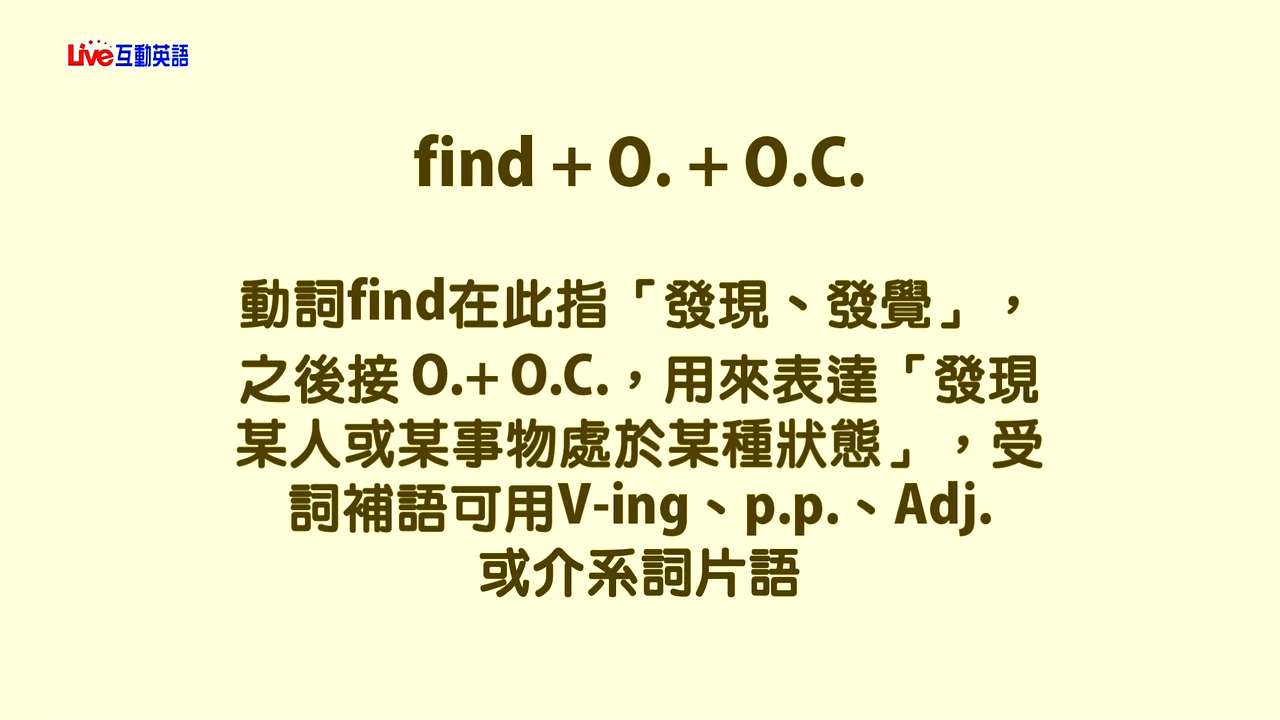 Live互動英語
find + O. + O.C.
動詞find在此指「發現、發覺」，
之後接 O.+ O.C.，用來表達「發現
某人或某事物處於某種狀態」，受
詞補語可用V-ing、p.p.、Adj.
或介系詞片語